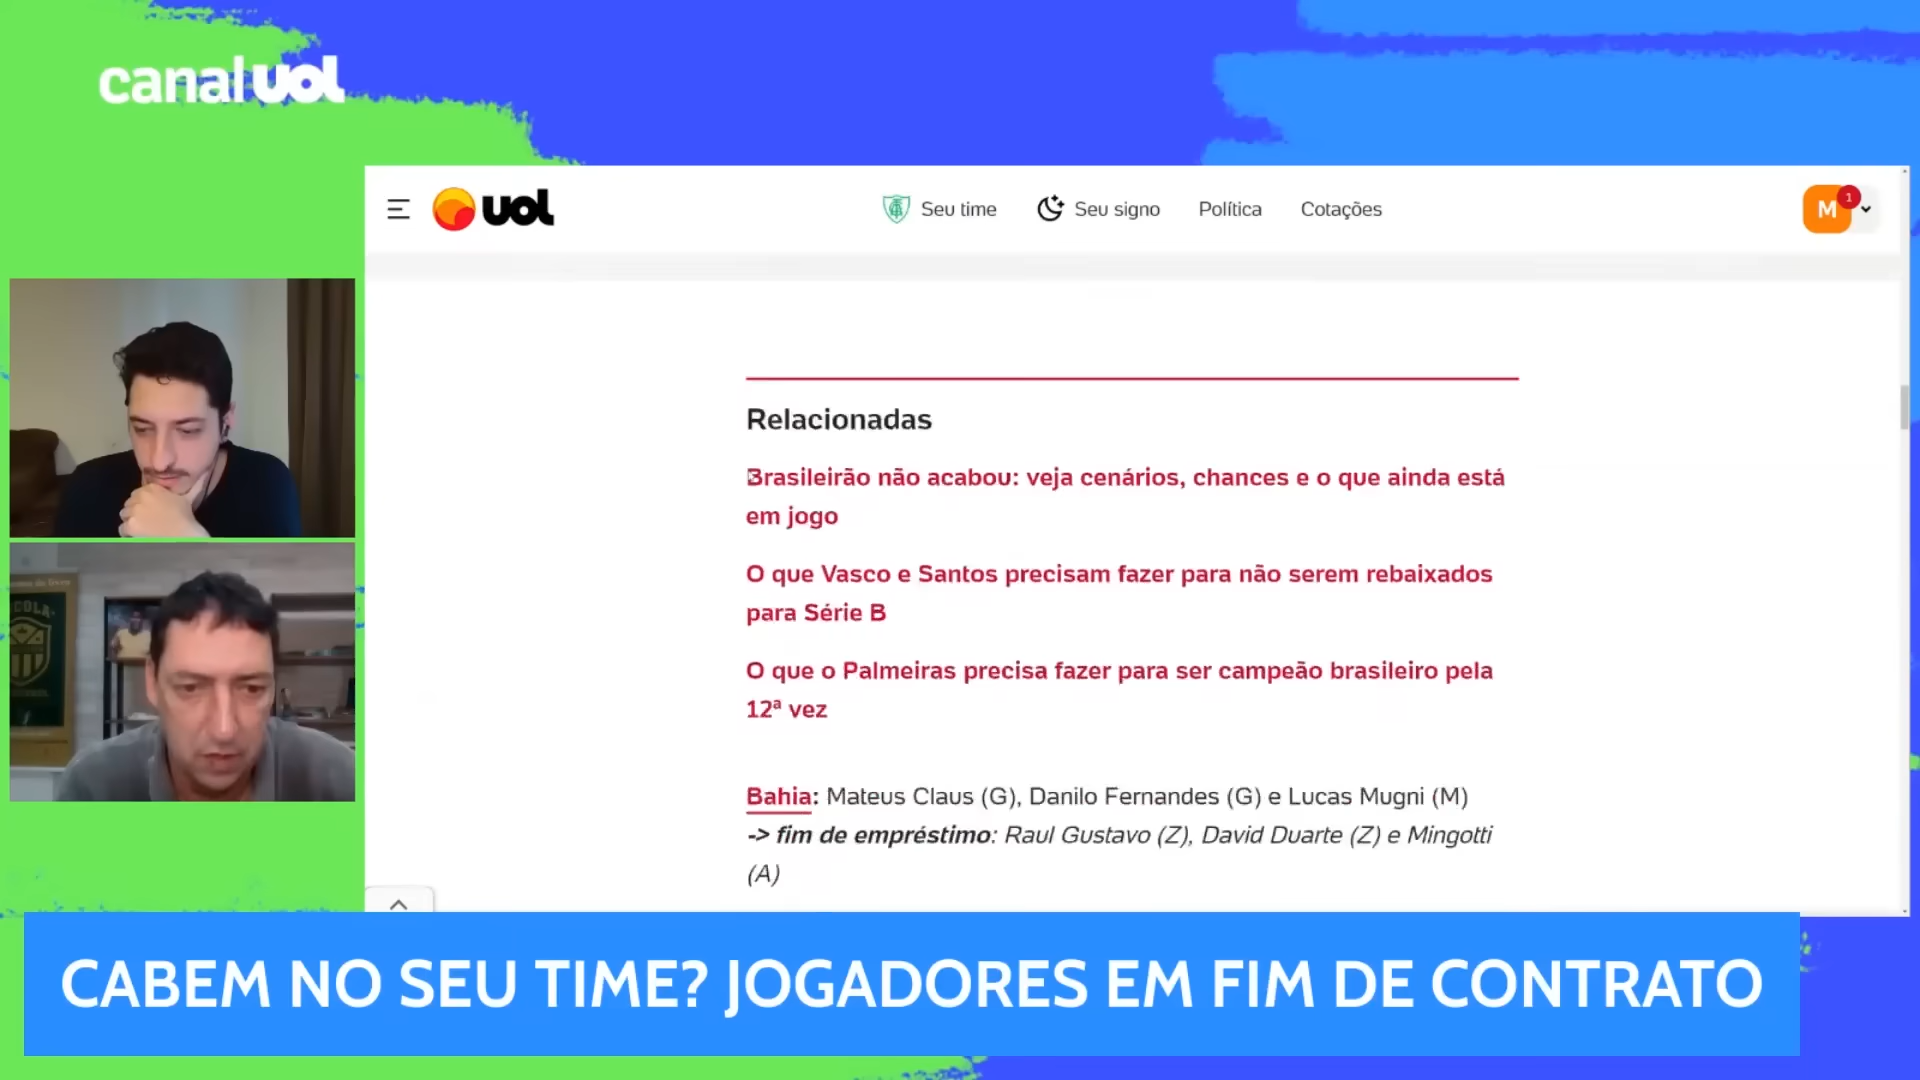 canal uol
uol
Seu time
Seu signo
Política
Cotações
M
1
Relacionadas
Brasileirão não acabou: veja cenários, chances e o que ainda está
em jogo
O que Vasco e Santos precisam fazer para não serem rebaixados
para Série B
O que o Palmeiras precisa fazer para ser campeão brasileiro pela
12ª vez
Bahia: Mateus Claus (G), Danilo Fernandes (G) e Lucas Mugni (M)
-> fim de empréstimo: Raul Gustavo (Z), David Duarte (Z) e Mingotti
(A)
CABEM NO SEU TIME? JOGADORES EM FIM DE CONTRATO